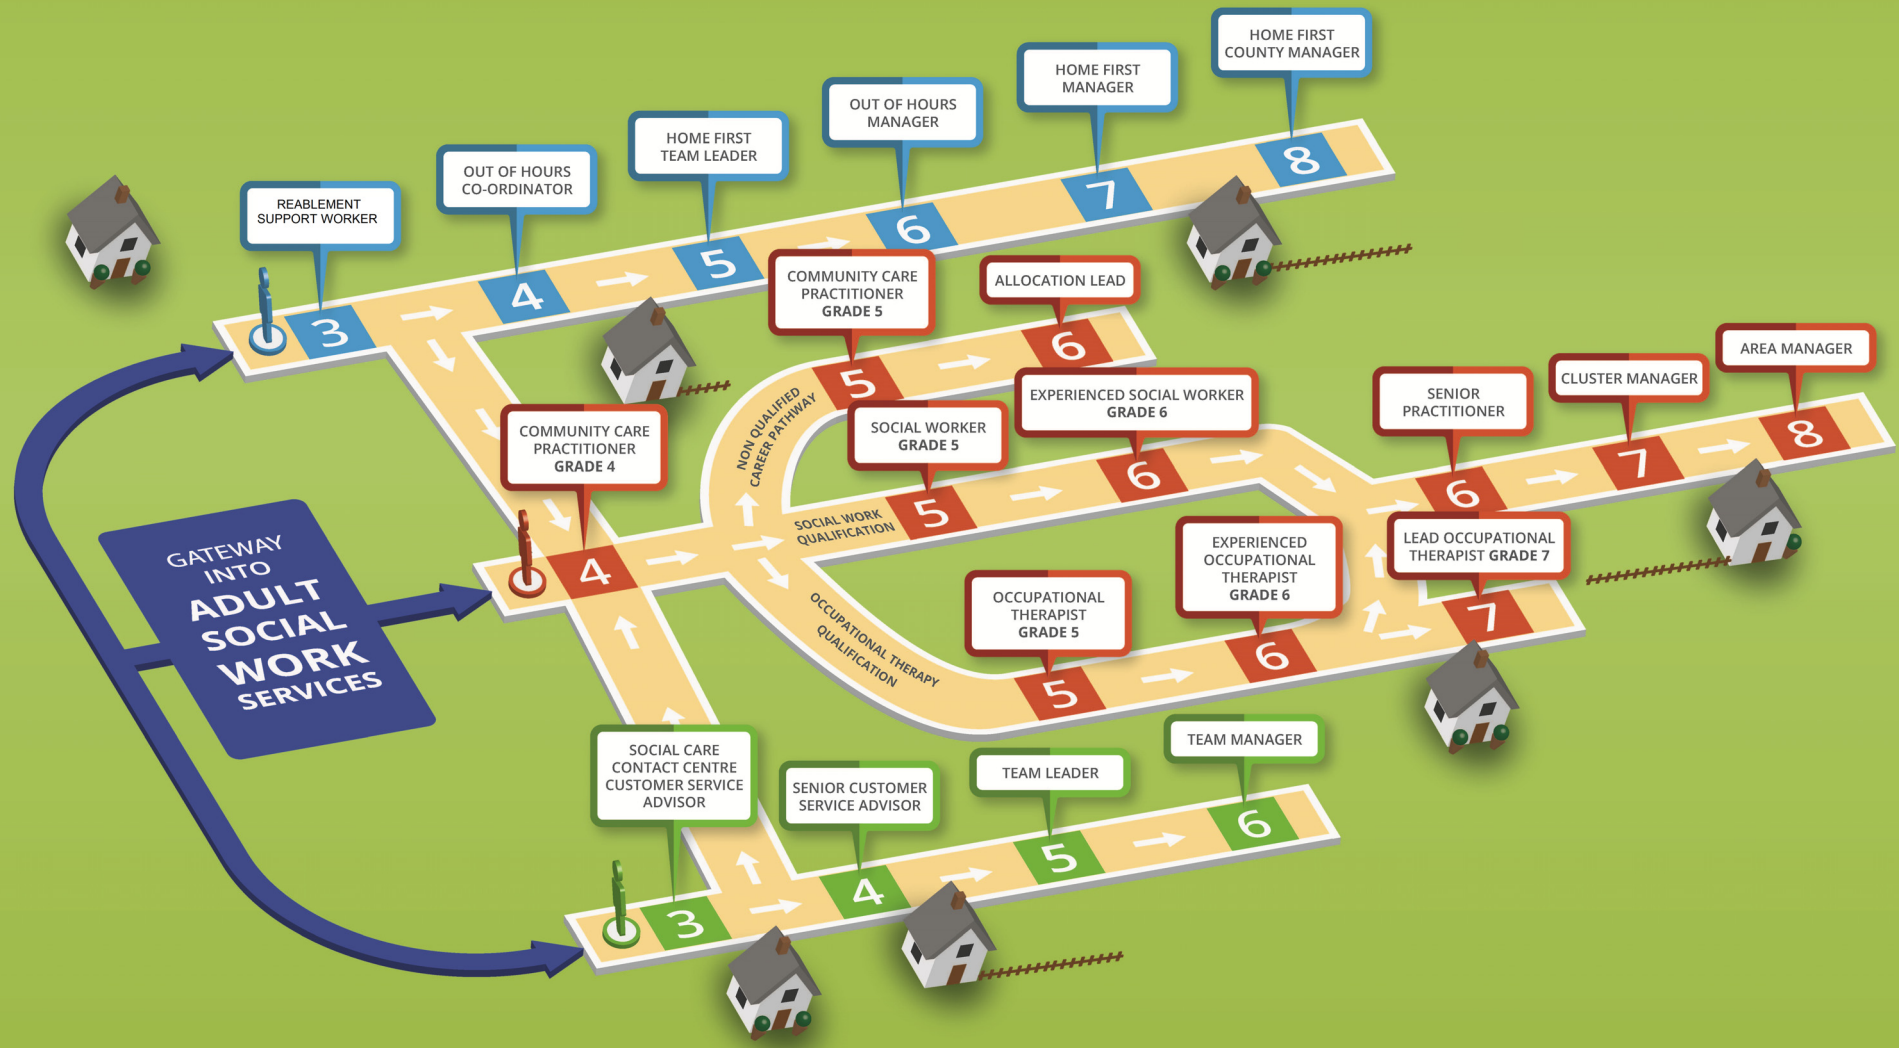 HOME FIRST
COUNTY MANAGER
8
HOME FIRST
MANAGER
7
OUT OF HOURS
MANAGER
6
HOME FIRST
TEAM LEADER
5
OUT OF HOURS
CO-ORDINATOR
4
REABLEMENT
SUPPORT WORKER
3
COMMUNITY CARE
PRACTITIONER
GRADE 5
5
ALLOCATION LEAD
6
NON QUALIFIED
CAREER PATHWAY
EXPERIENCED SOCIAL WORKER
GRADE 6
6
SOCIAL WORKER
GRADE 5
5
SENIOR
PRACTITIONER
6
CLUSTER MANAGER
7
AREA MANAGER
8
COMMUNITY CARE
PRACTITIONER
GRADE 4
4
SOCIAL WORK
QUALIFICATION
GATEWAY
INTO
ADULT
SOCIAL
WORK
SERVICES
OCCUPATIONAL THERAPY
QUALIFICATION
OCCUPATIONAL
THERAPIST
GRADE 5
5
EXPERIENCED
OCCUPATIONAL
THERAPIST
GRADE 6
6
LEAD OCCUPATIONAL
THERAPIST GRADE 7
7
SOCIAL CARE
CONTACT CENTRE
CUSTOMER SERVICE
ADVISOR
3
SENIOR CUSTOMER
SERVICE ADVISOR
4
TEAM LEADER
5
TEAM MANAGER
6